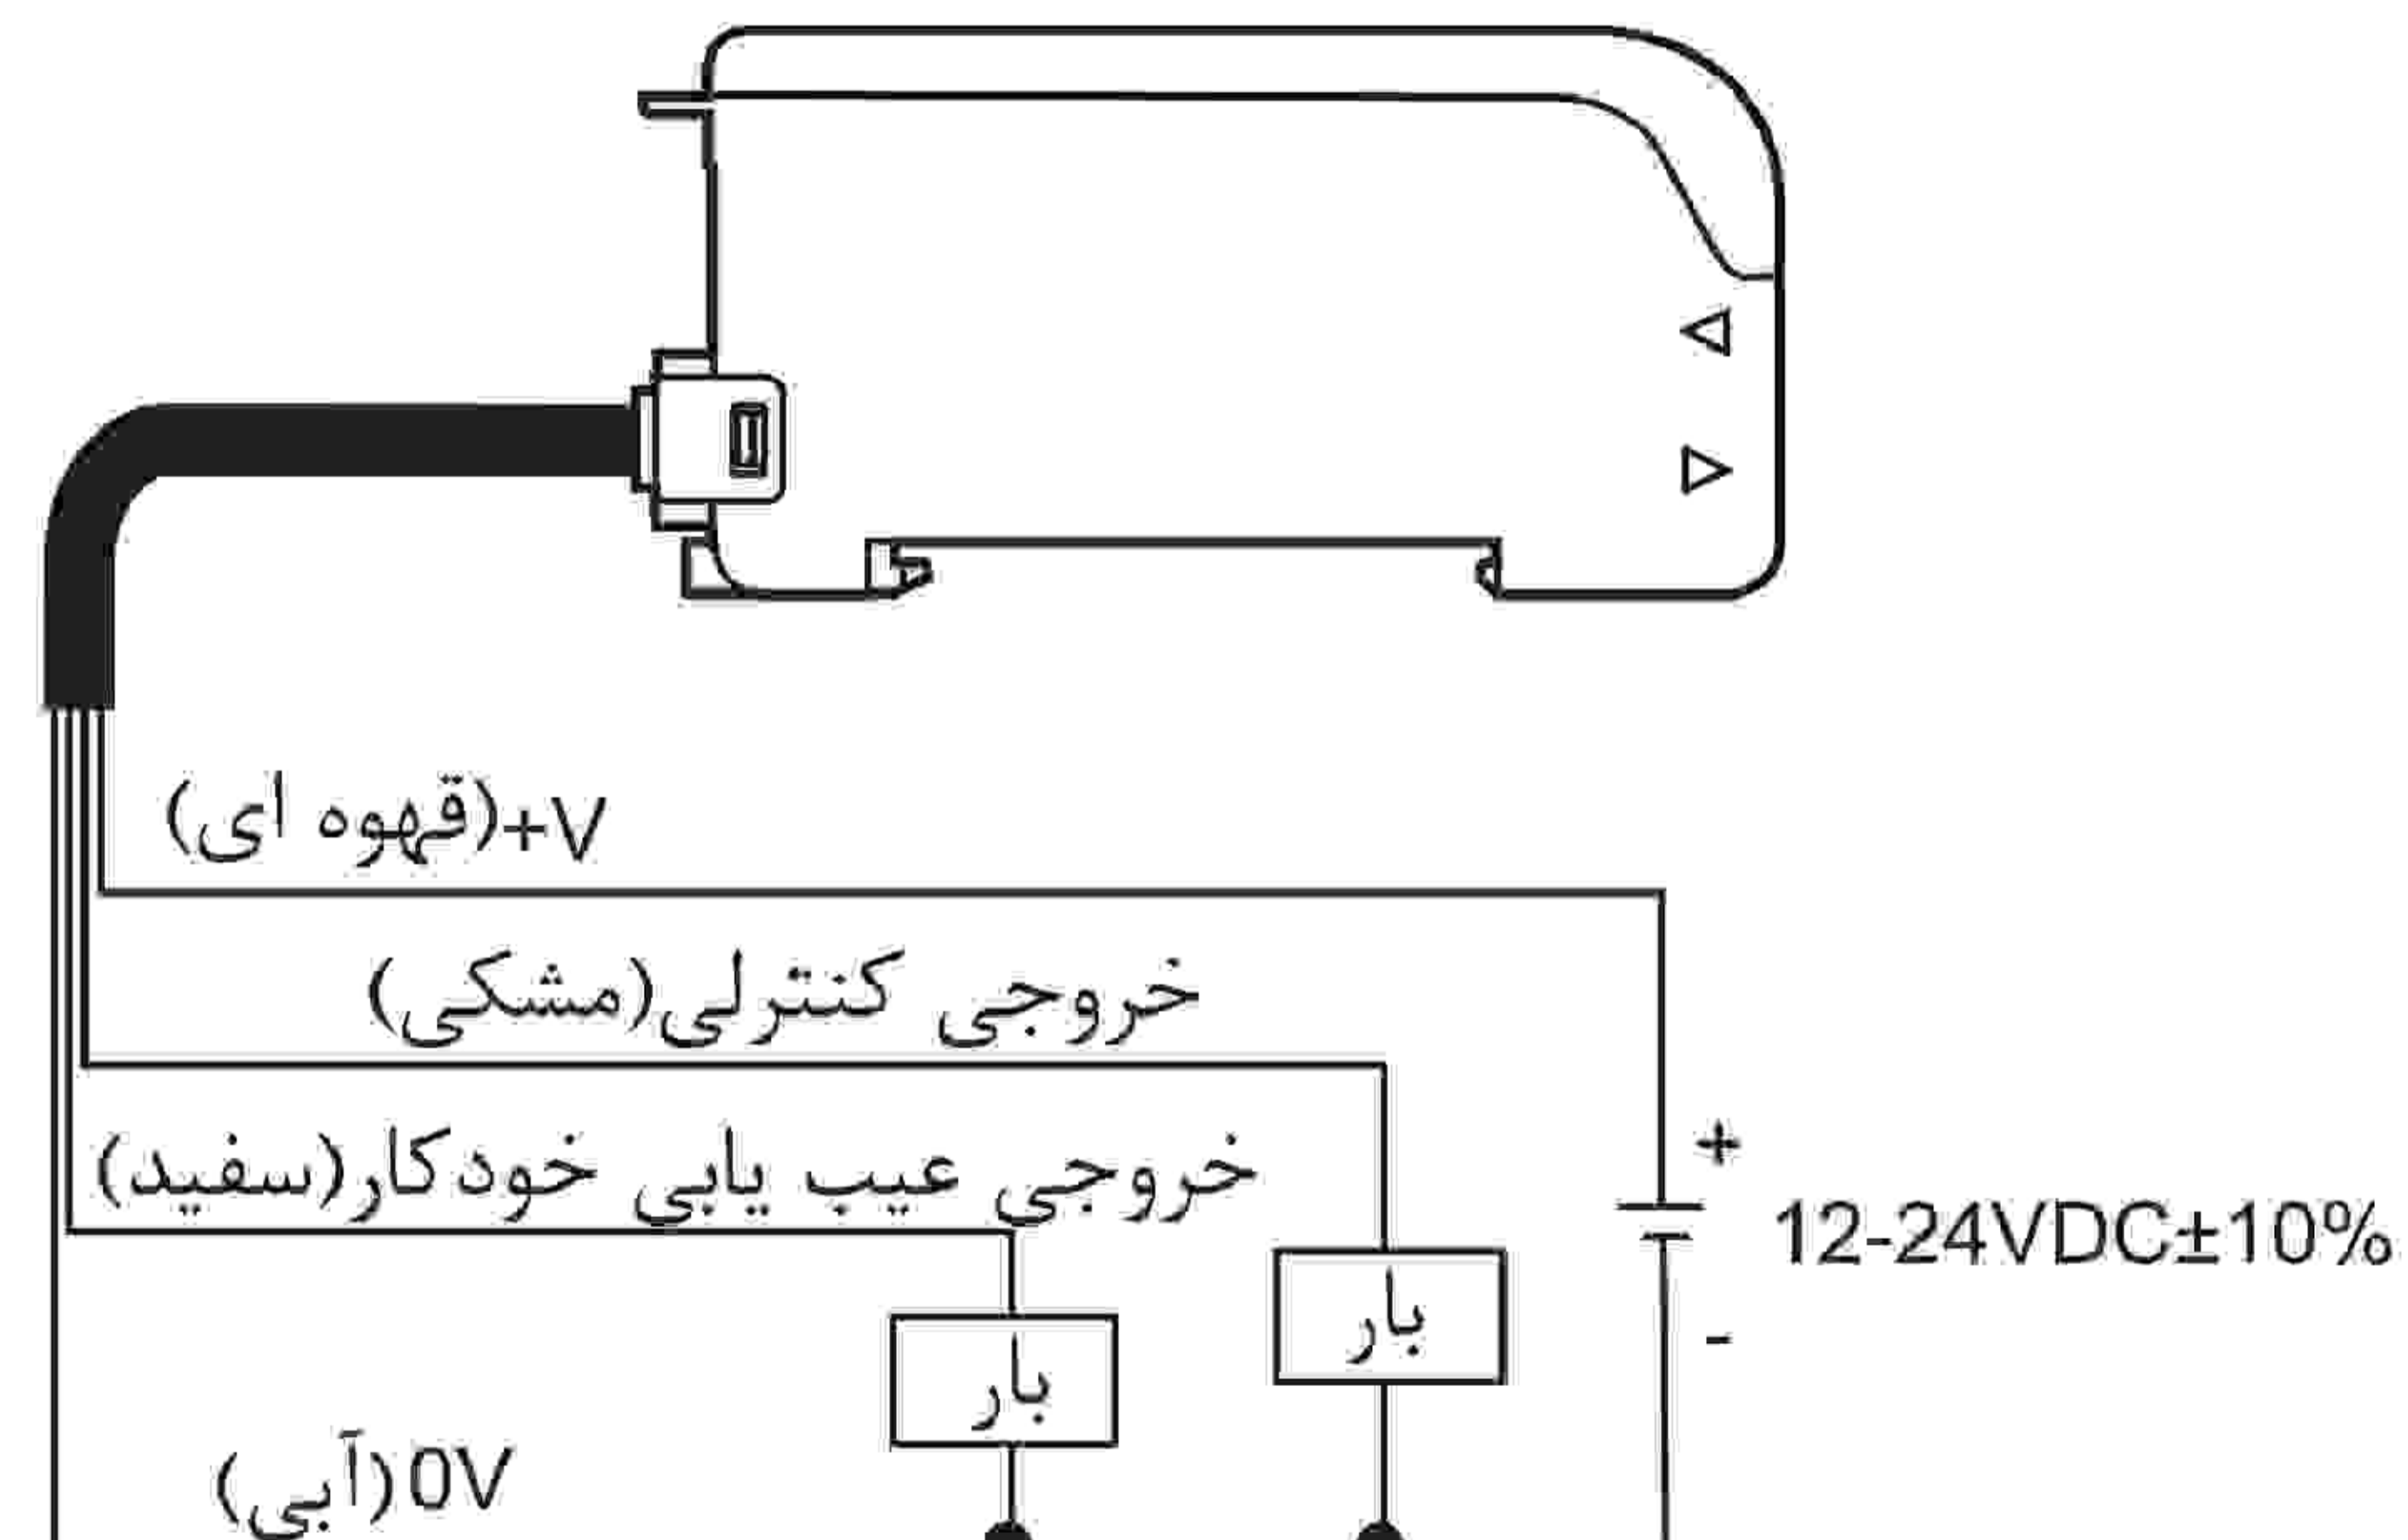 +V(قهوه ای)
خروجی کنترلی(مشکی)
خروجی عیب یابی خودکار(سفید)
+
12-24VDC±10%
-
بار
بار
0V(آبی)